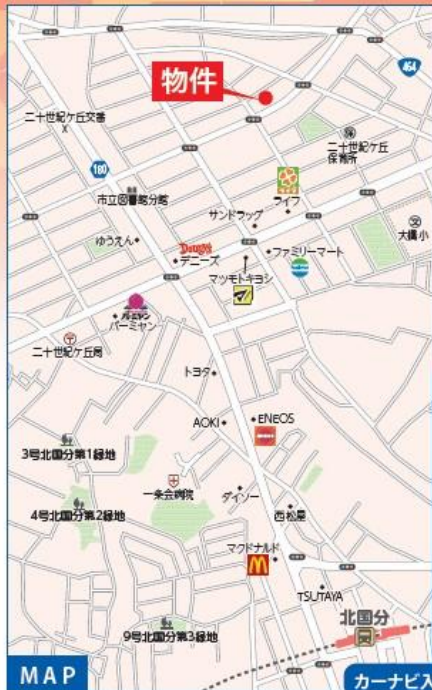 物件
464
二十世紀ケ丘交番
二十世紀ケ丘
保育所
180
市立図書館分館
ライフ
サンドラッグ
大橋小
ゆうえん
Denny's
デニーズ
ファミリーマート
マツモトキヨシ
バーミヤン
二十世紀ケ丘局
トヨタ
AOKI
ENEOS
3号北国分第1緑地
一条会病院
ダイソー
4号北国分第2緑地
西松屋
マクドナルド
TSUTAYA
北国分
9号北国分第3緑地
MAP
カーナビ入